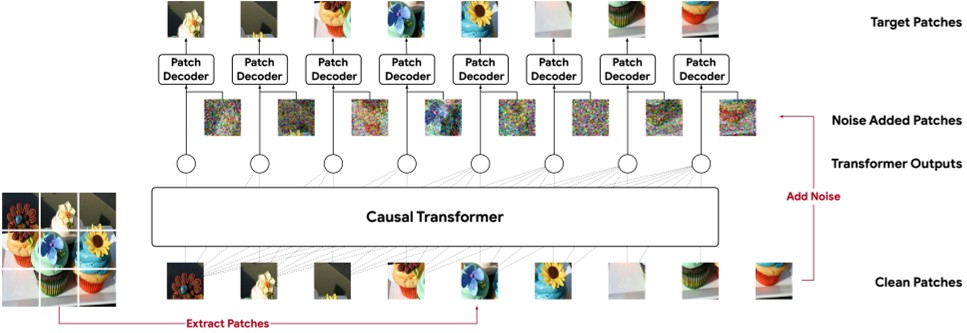 Target Patches
Patch Decoder
Patch Decoder
Patch Decoder
Patch Decoder
Patch Decoder
Patch Decoder
Patch Decoder
Patch Decoder
Noise Added Patches
Transformer Outputs
Add Noise
Causal Transformer
Clean Patches
Extract Patches